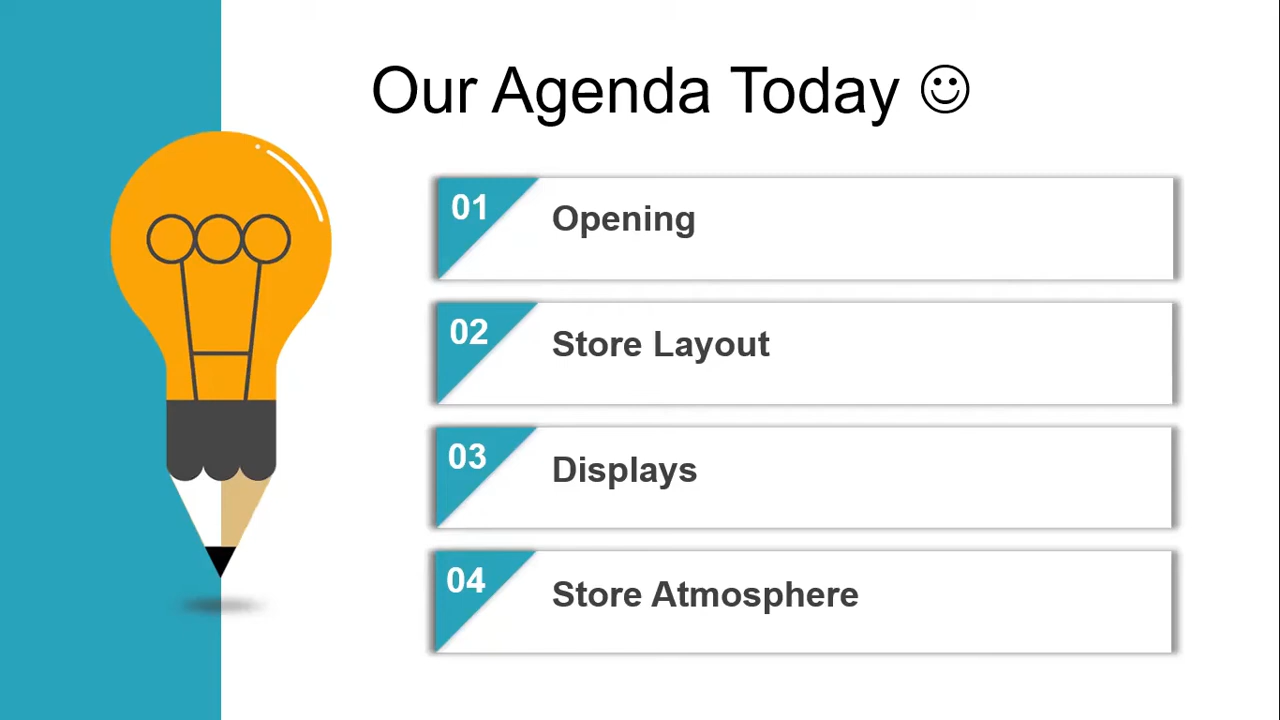 Our Agenda Today ☺
01
Opening
02
Store Layout
03
Displays
04
Store Atmosphere